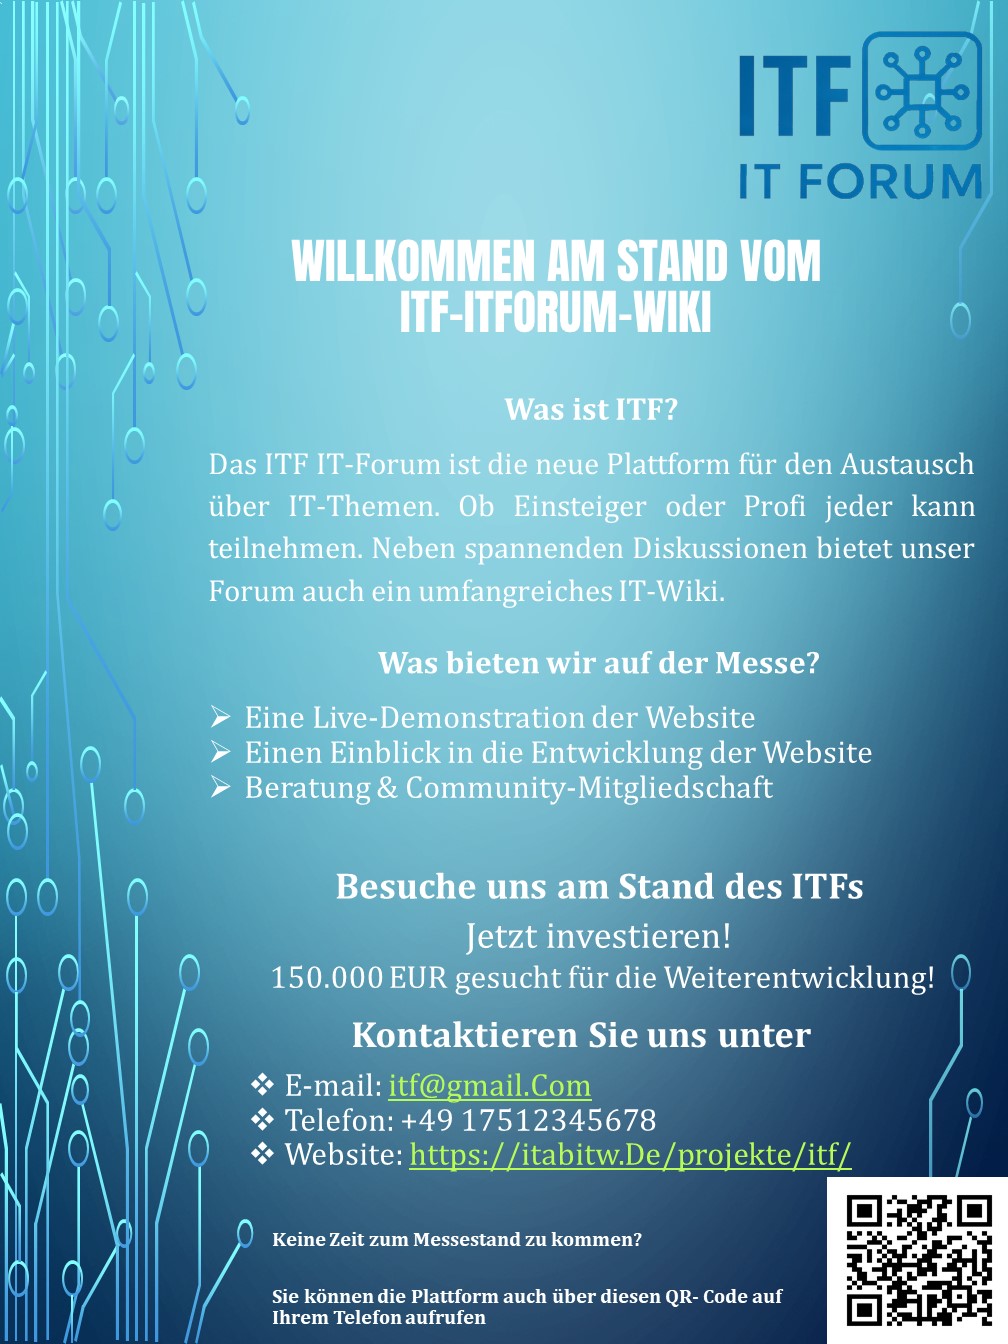 ITF
IT FORUM
WILLKOMMEN AM STAND VOM
ITF-ITFORUM-WIKI
Was ist ITF?
Das ITF IT-Forum ist die neue Plattform für den Austausch
über IT-Themen. Ob Einsteiger oder Profi jeder kann
teilnehmen. Neben spannenden Diskussionen bietet unser
Forum auch ein umfangreiches IT-Wiki.
Was bieten wir auf der Messe?
➢ Eine Live-Demonstration der Website
➢ Einen Einblick in die Entwicklung der Website
➢ Beratung & Community-Mitgliedschaft
Besuche uns am Stand des ITFs
Jetzt investieren!
150.000 EUR gesucht für die Weiterentwicklung!
Kontaktieren Sie uns unter
❖ E-mail: itf@gmail.Com
❖ Telefon: +49 17512345678
❖ Website: https://itabitw.De/projekte/itf/
Keine Zeit zum Messestand zu kommen?
Sie können die Plattform auch über diesen QR- Code auf
Ihrem Telefon aufrufen